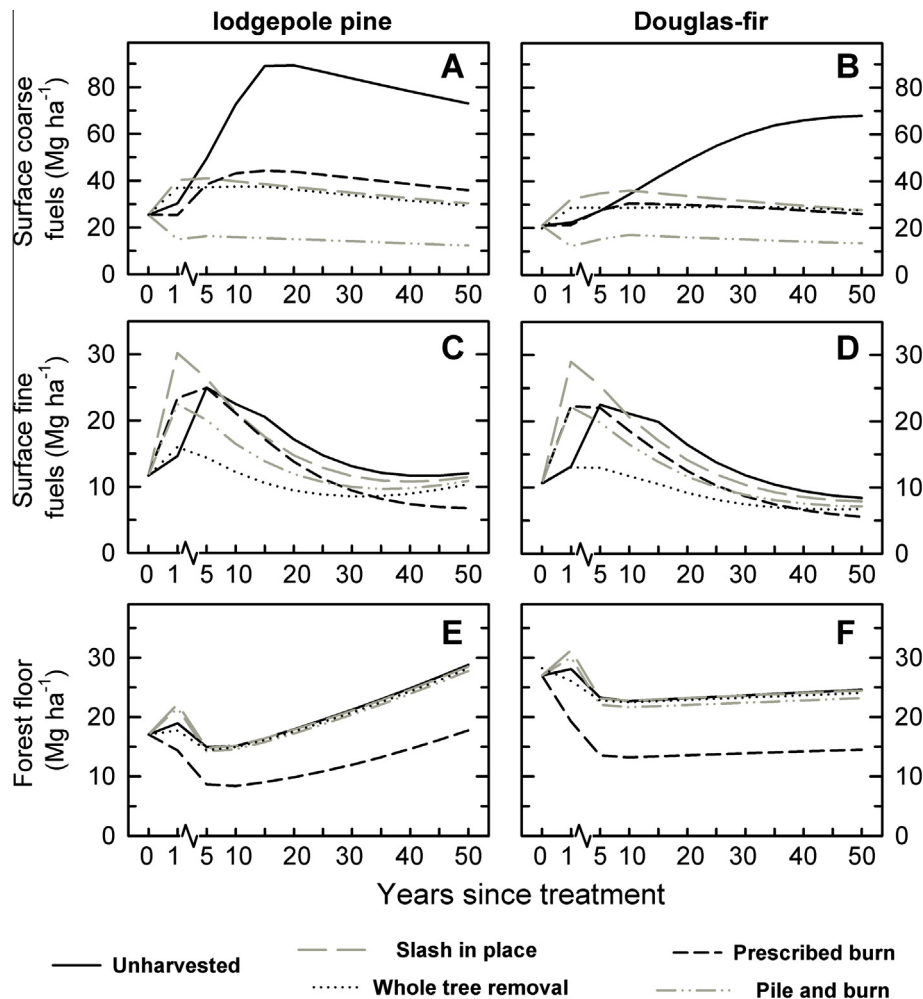 lodgepole pine
Douglas-fir
Surface coarse
fuels (Mg ha-1)
A
B
80
60
40
20
0
80
60
40
20
0
0 1 5 10 20 30 40 50
0 1 5 10 20 30 40 50
Surface fine
fuels (Mg ha-1)
C
D
30
20
10
0
30
20
10
0
0 1 5 10 20 30 40 50
0 1 5 10 20 30 40 50
Forest floor
(Mg ha-1)
E
F
30
20
10
0
30
20
10
0
0 1 5 10 20 30 40 50
0 1 5 10 20 30 40 50
Years since treatment
Unharvested
Slash in place
Whole tree removal
Prescribed burn
Pile and burn